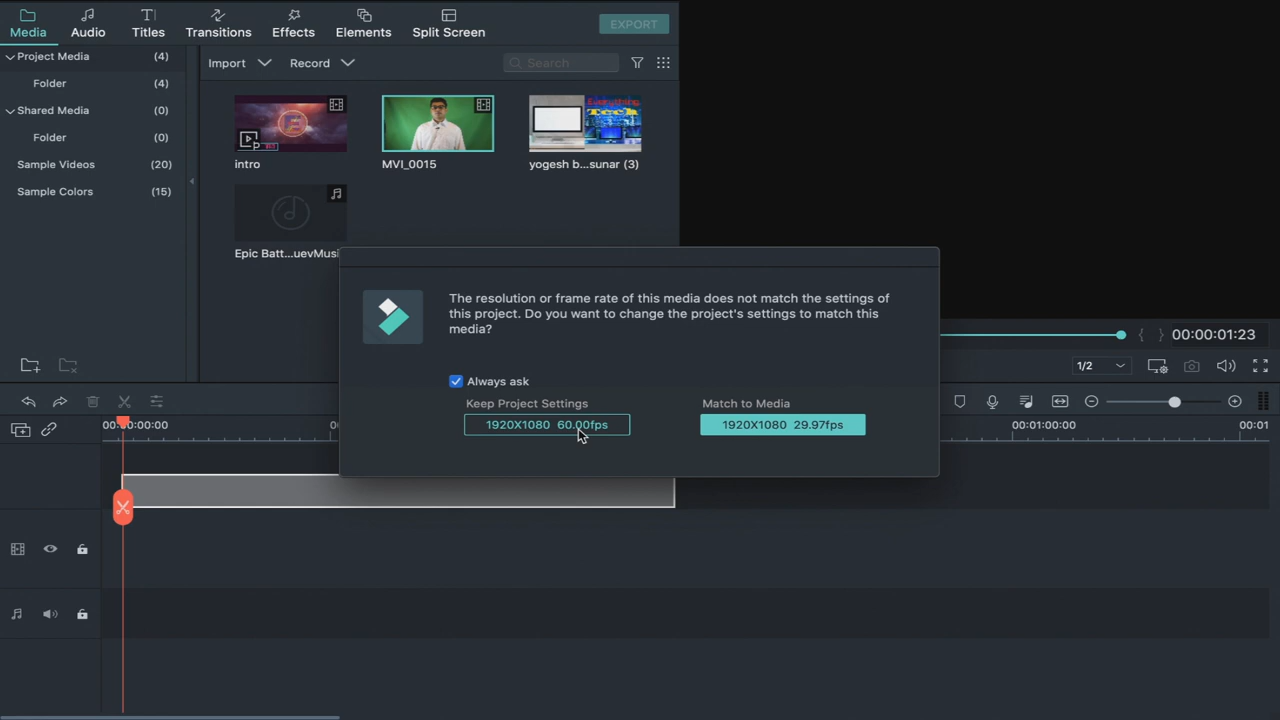 Media Audio Titles Transitions Effects Elements Split Screen EXPORT
Project Media (4)
Folder (4)
Shared Media (0)
Folder (0)
Sample Videos (20)
Sample Colors (15)
Import Record Search
intro
MVI_0015
yogesh b...sunar (3)
Everything
Tech
Epic Batt...uevMusi
The resolution or frame rate of this media does not match the settings of
this project. Do you want to change the project's settings to match this
media?
Always ask
Keep Project Settings Match to Media
1920X1080 60.00fps 1920X1080 29.97fps
00:00:01:23
1/2
00:00:00:00 00:01:00:00 00:01